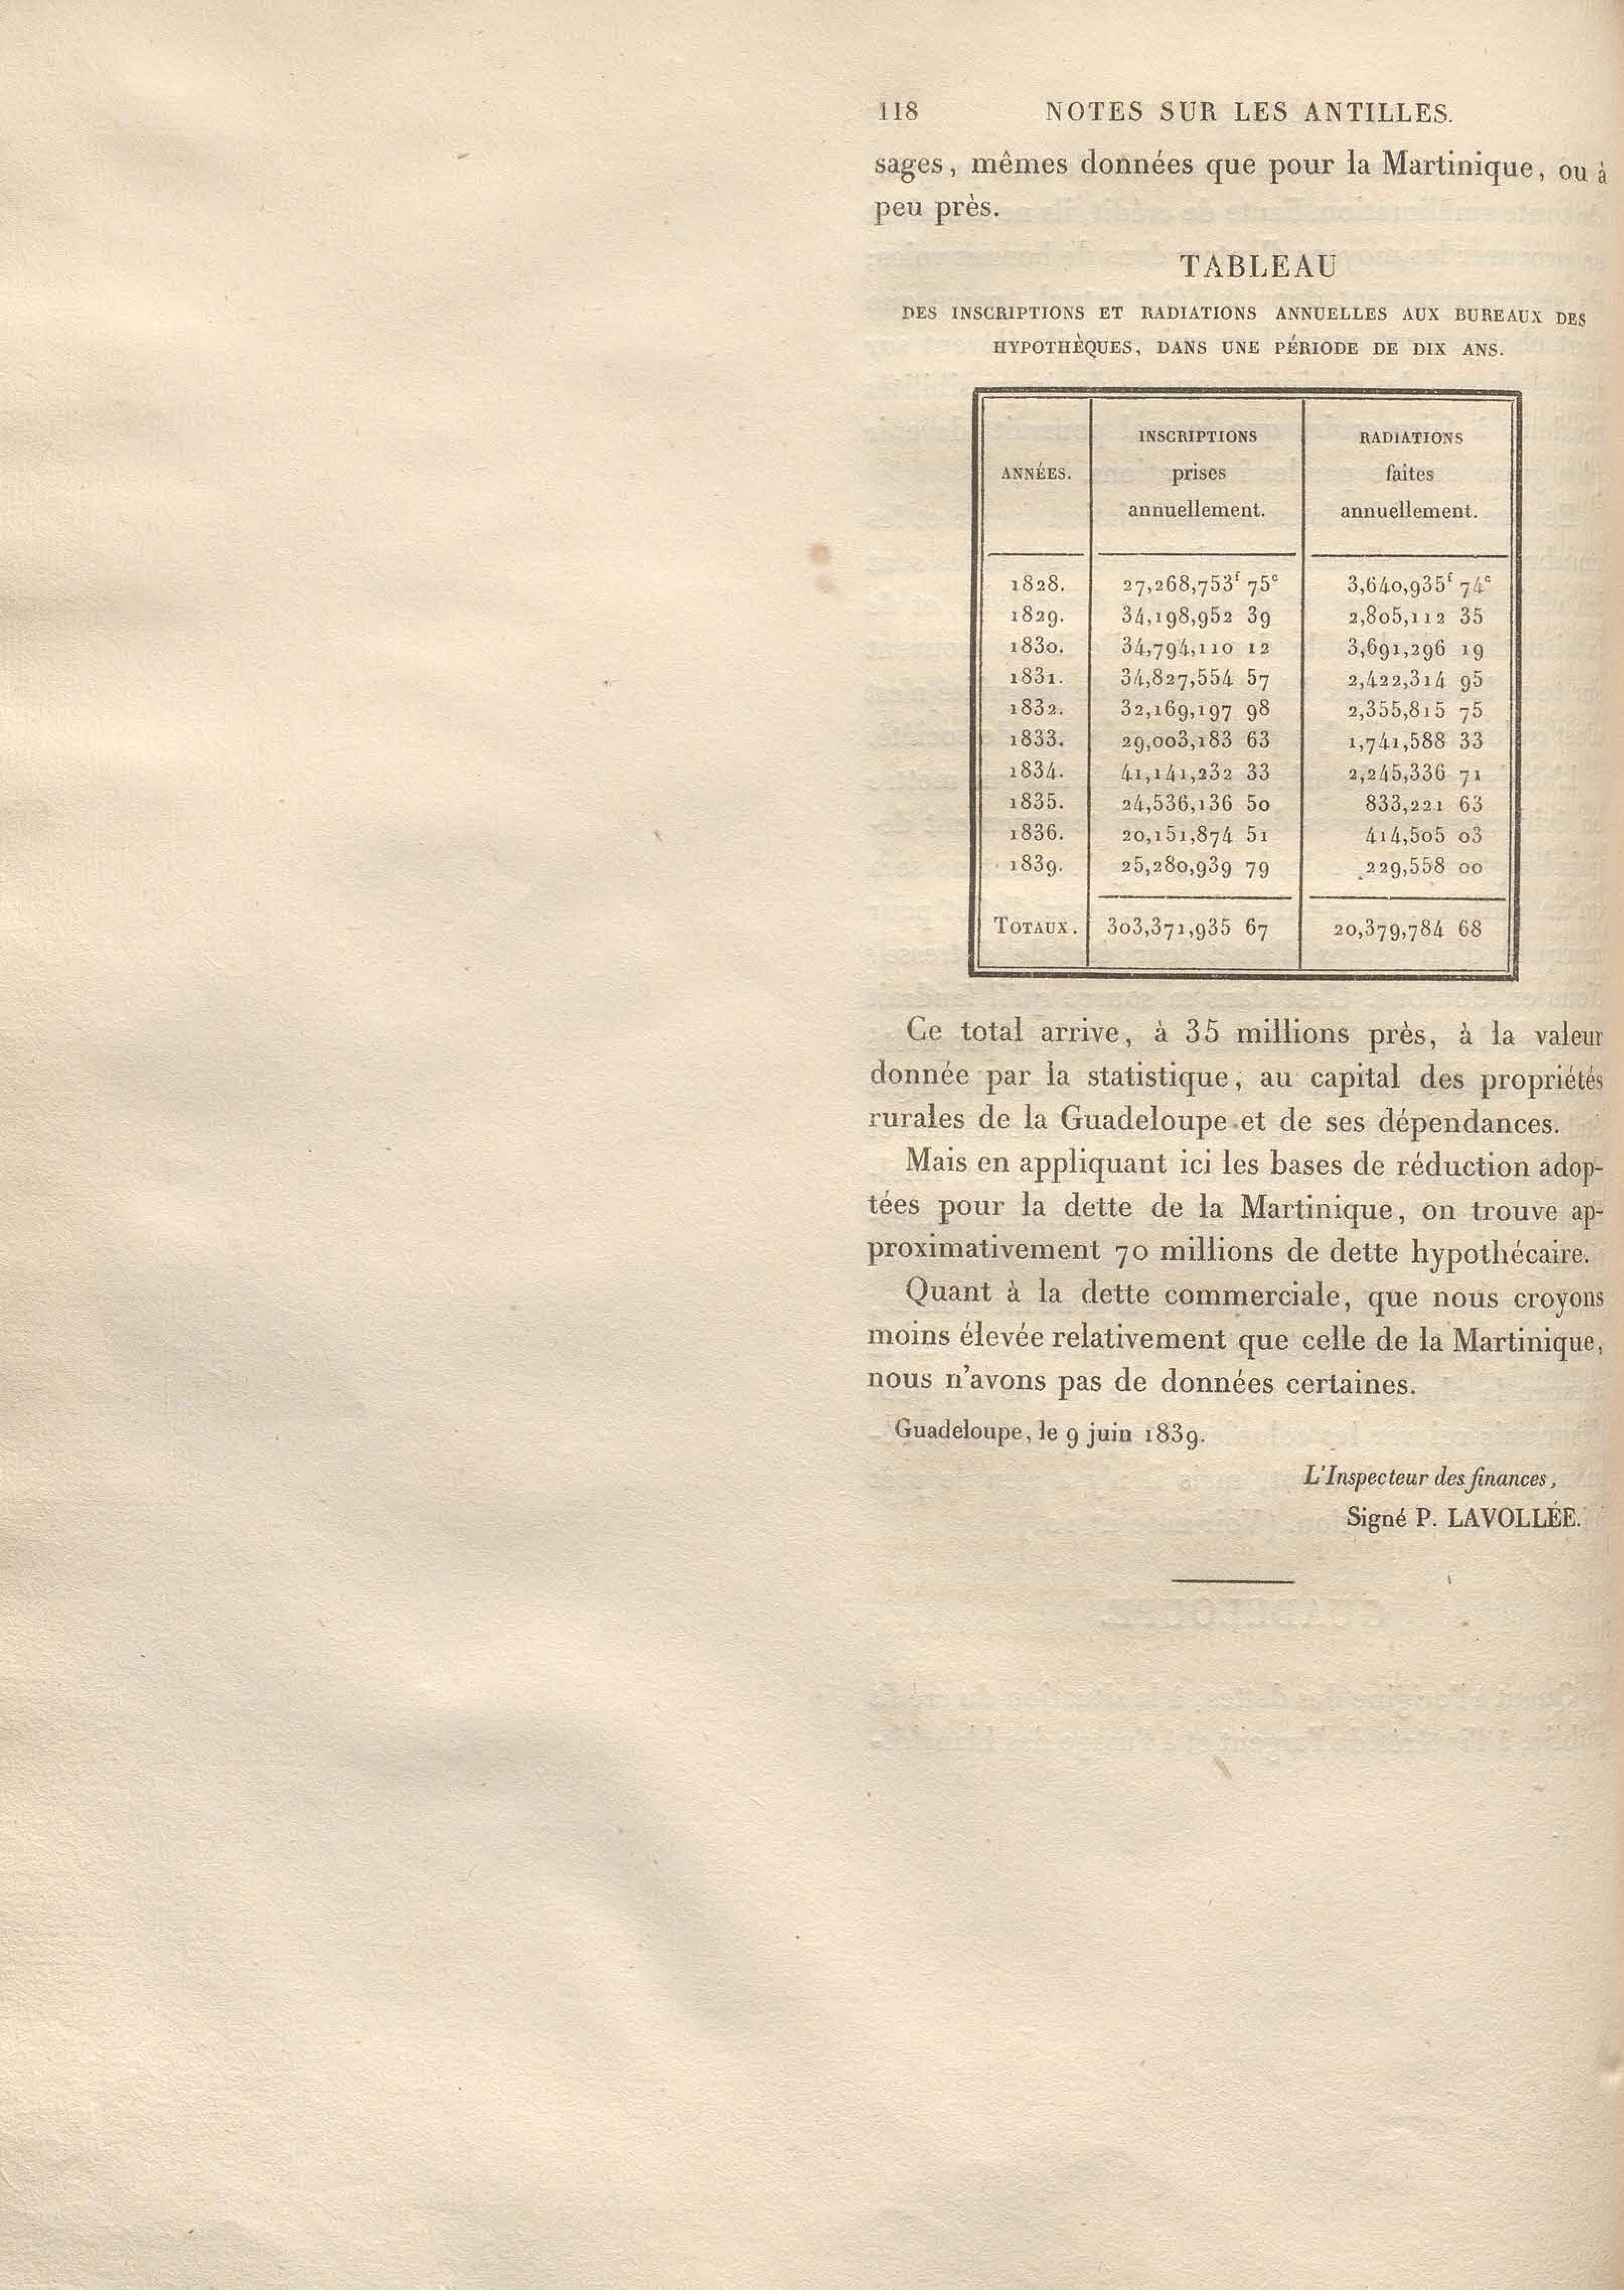 118 NOTES SUR LES ANTILLES.
sages, mêmes données que pour la Martinique, ou à
peu près.
TABLEAU
DES INSCRIPTIONS ET RADIATIONS ANNUELLES AUX BUREAUX DES
HYPOTHÈQUES, DANS UNE PÉRIODE DE DIX ANS.
ANNÉES. INSCRIPTIONS prises annuellement. RADIATIONS faites annuellement.
1828. 27,268,753f 75c 3,640,935f 74c
1829. 34,198,952 39 2,805,112 35
1830. 34,794,110 12 3,691,296 19
1831. 34,827,554 57 2,422,314 95
1832. 32,169,197 98 2,355,815 75
1833. 29,003,183 63 1,741,588 33
1834. 41,141,232 33 2,245,336 71
1835. 24,536,136 50 833,221 63
1836. 20,151,874 51 414,505 03
1839. 25,280,939 79 229,558 00
TOTAUX. 303,371,935 67 20,379,784 68
Ce total arrive, à 35 millions près, à la valeur
donnée par la statistique, au capital des propriétés
rurales de la Guadeloupe et de ses dépendances.
Mais en appliquant ici les bases de réduction adop-
tées pour la dette de la Martinique, on trouve ap-
proximativement 70 millions de dette hypothécaire.
Quant à la dette commerciale, que nous croyons
moins élevée relativement que celle de la Martinique,
nous n'avons pas de données certaines.
Guadeloupe, le 9 juin 1839.
L'Inspecteur des finances,
Signé P. LAVOLLÉE.